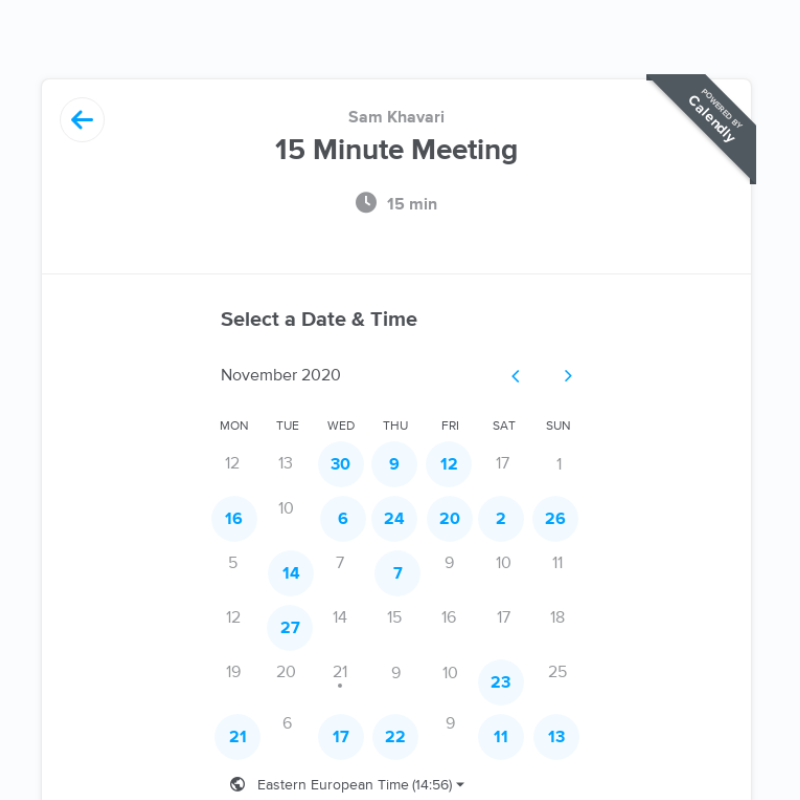 POWERED BY
Calendly
Sam Khavari
15 Minute Meeting
15 min
Select a Date & Time
November 2020
MON TUE WED THU FRI SAT SUN
12 13 30 9 12 17 1
16 10 6 24 20 2 26
5 14 7 7 9 10 11
12 27 14 15 16 17 18
19 20 21 9 10 23 25
21 6 17 22 9 11 13
Eastern European Time (14:56)